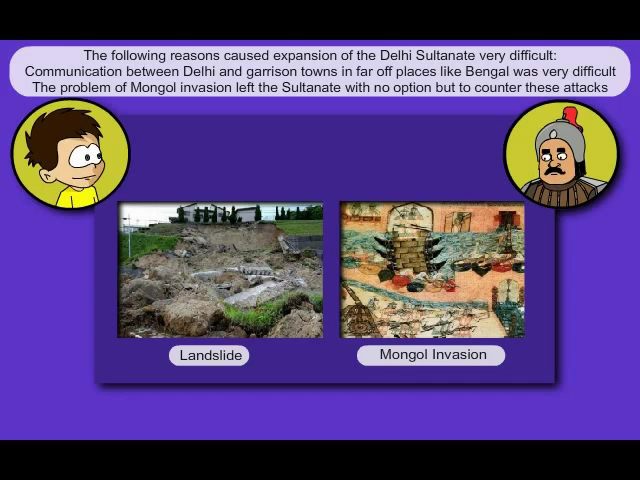 The following reasons caused expansion of the Delhi Sultanate very difficult:
Communication between Delhi and garrison towns in far off places like Bengal was very difficult
The problem of Mongol invasion left the Sultanate with no option but to counter these attacks
Landslide
Mongol Invasion